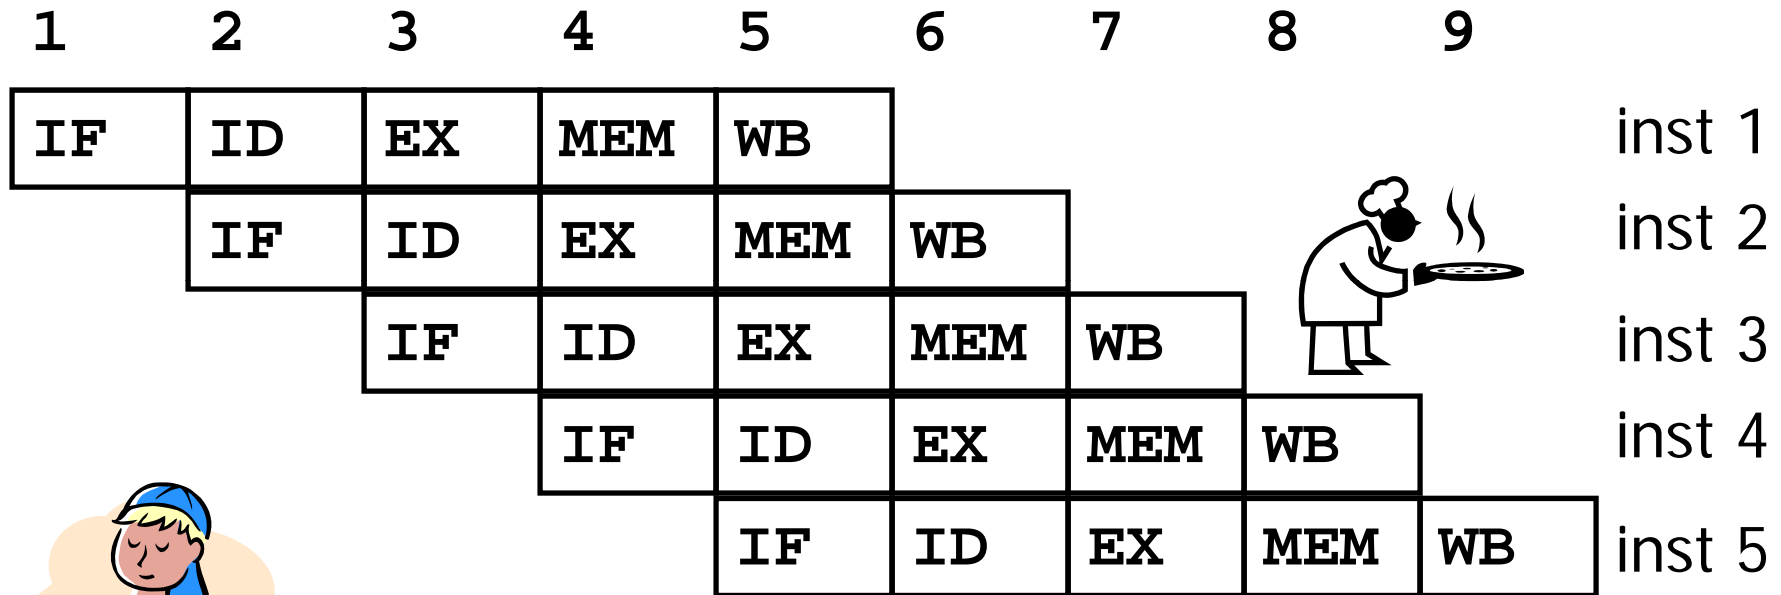 1 2 3 4 5 6 7 8 9
IF ID EX MEM WB inst 1
IF ID EX MEM WB inst 2
IF ID EX MEM WB inst 3
IF ID EX MEM WB inst 4
IF ID EX MEM WB inst 5